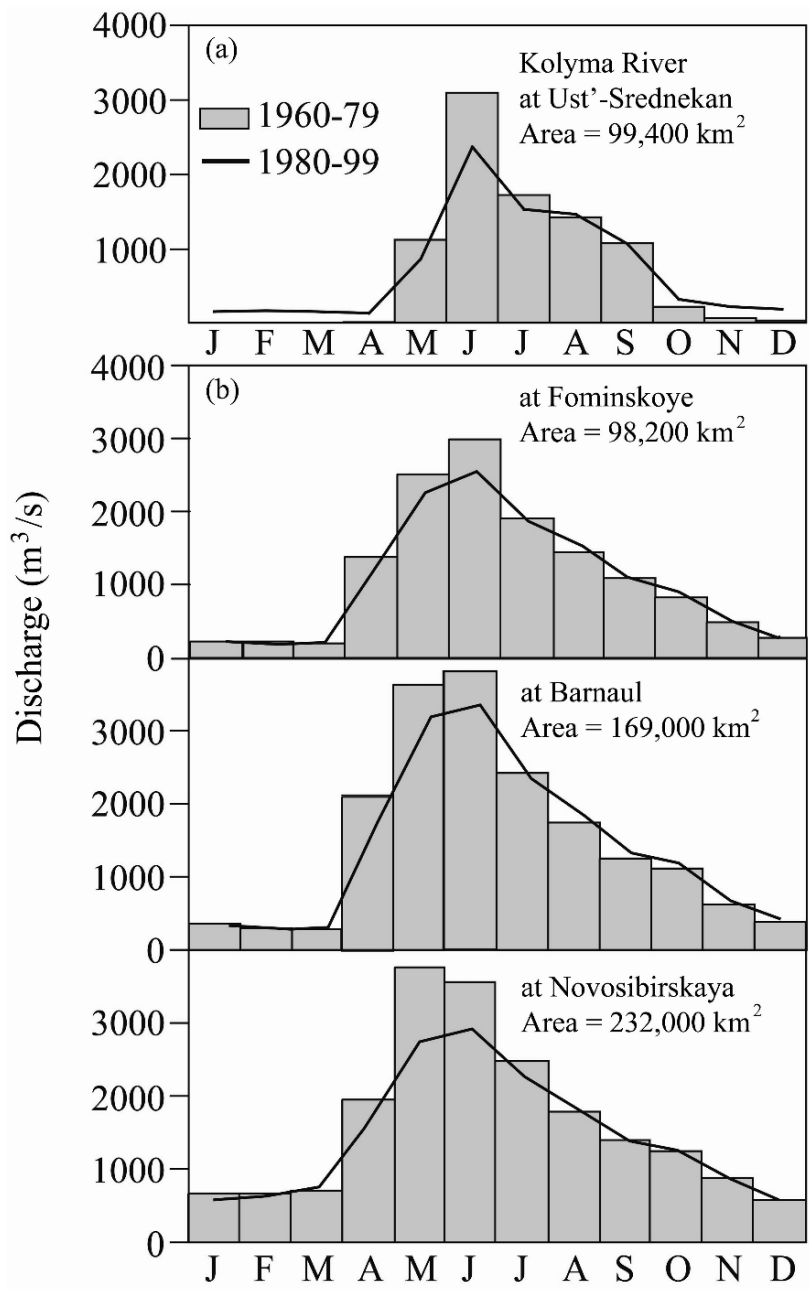 4000
(a)
Kolyma River
at Ust’-Srednekan
Area = 99,400 km²
3000
1960-79
1980-99
2000
1000
J F M A M J J A S O N D
4000
(b)
at Fominskoye
Area = 98,200 km²
3000
2000
1000
0
Discharge (m³/s)
at Barnaul
Area = 169,000 km²
3000
2000
1000
0
at Novosibirskaya
Area = 232,000 km²
3000
2000
1000
0
J F M A M J J A S O N D